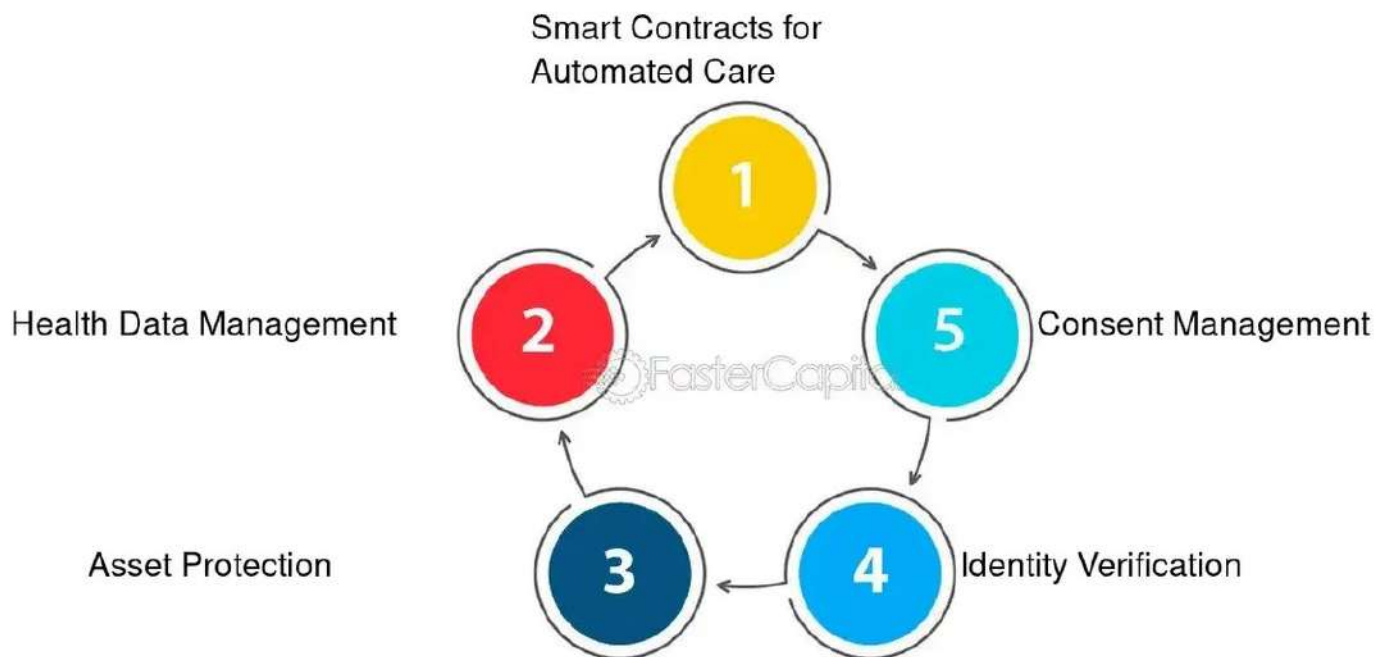 Smart Contracts for
Automated Care
1
Health Data Management
2
5
Consent Management
FasterCapita
Asset Protection
3
4
Identity Verification